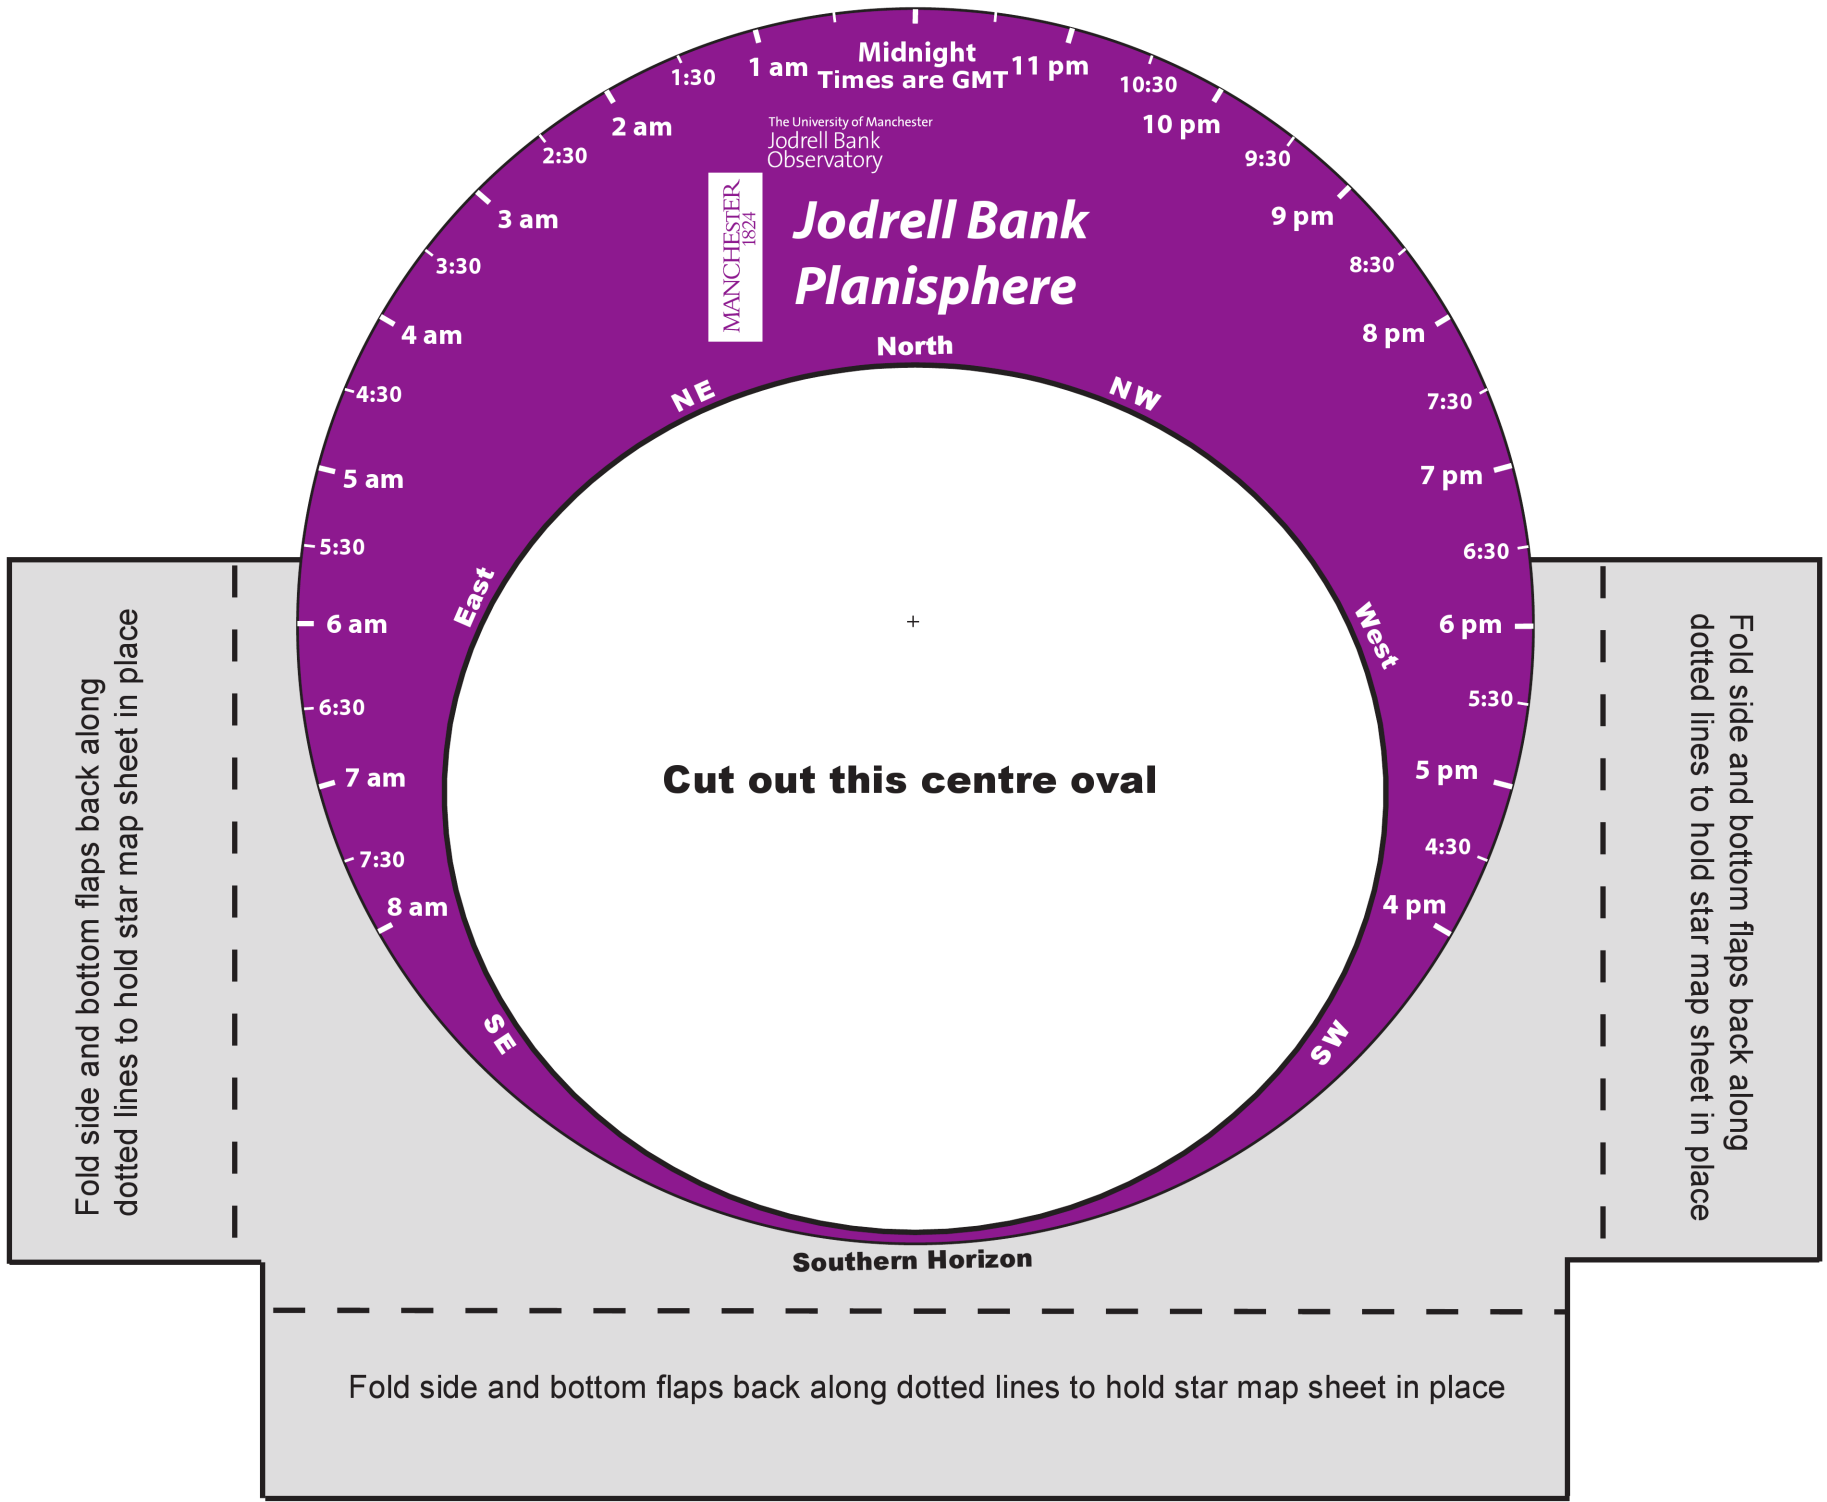 Midnight
Times are GMT
1 am
1:30
2 am
2:30
3 am
3:30
4 am
4:30
5 am
5:30
6 am
6:30
7 am
7:30
8 am
11 pm
10:30
10 pm
9:30
9 pm
8:30
8 pm
7:30
7 pm
6:30
6 pm
5:30
5 pm
4:30
4 pm
The University of Manchester
Jodrell Bank
Observatory
MANCHESTER
1824
Jodrell Bank
Planisphere
North
NE
NW
East
West
SE
SW
Cut out this centre oval
Southern Horizon
Fold side and bottom flaps back along
dotted lines to hold star map sheet in place
Fold side and bottom flaps back along
dotted lines to hold star map sheet in place
Fold side and bottom flaps back along dotted lines to hold star map sheet in place